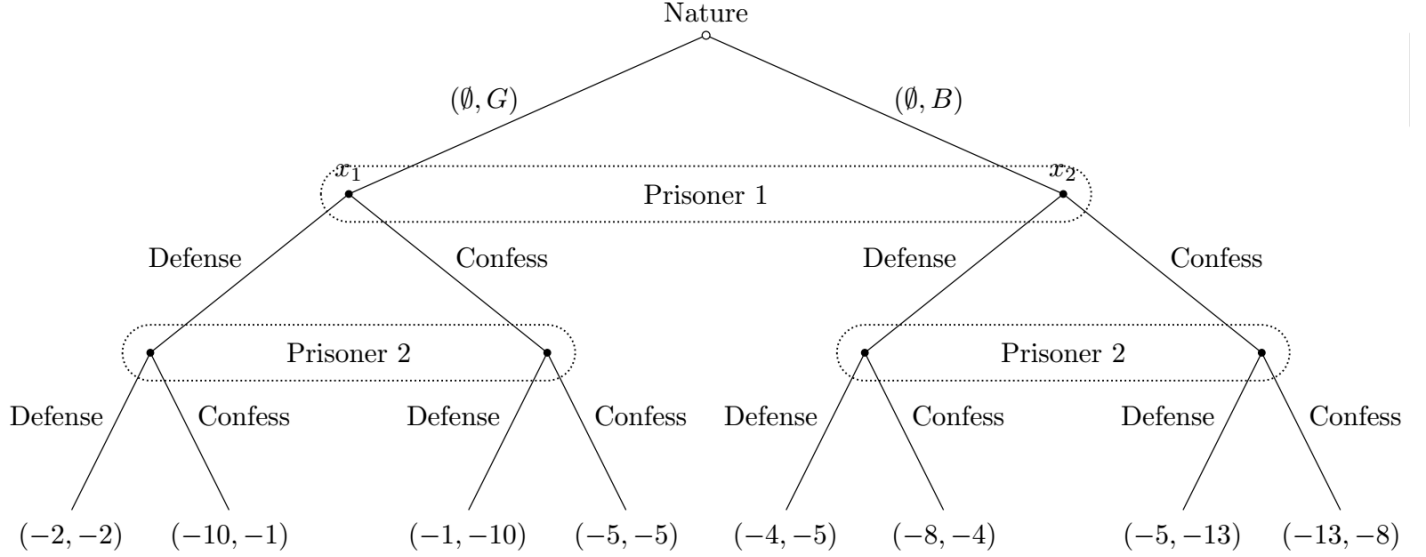 Nature
(∅, G) (∅, B)
x₁ Prisoner 1 x₂
Defense Confess Defense Confess
Prisoner 2 Prisoner 2
Defense Confess Defense Confess Defense Confess Defense Confess
(−2, −2) (−10, −1) (−1, −10) (−5, −5) (−4, −5) (−8, −4) (−5, −13) (−13, −8)